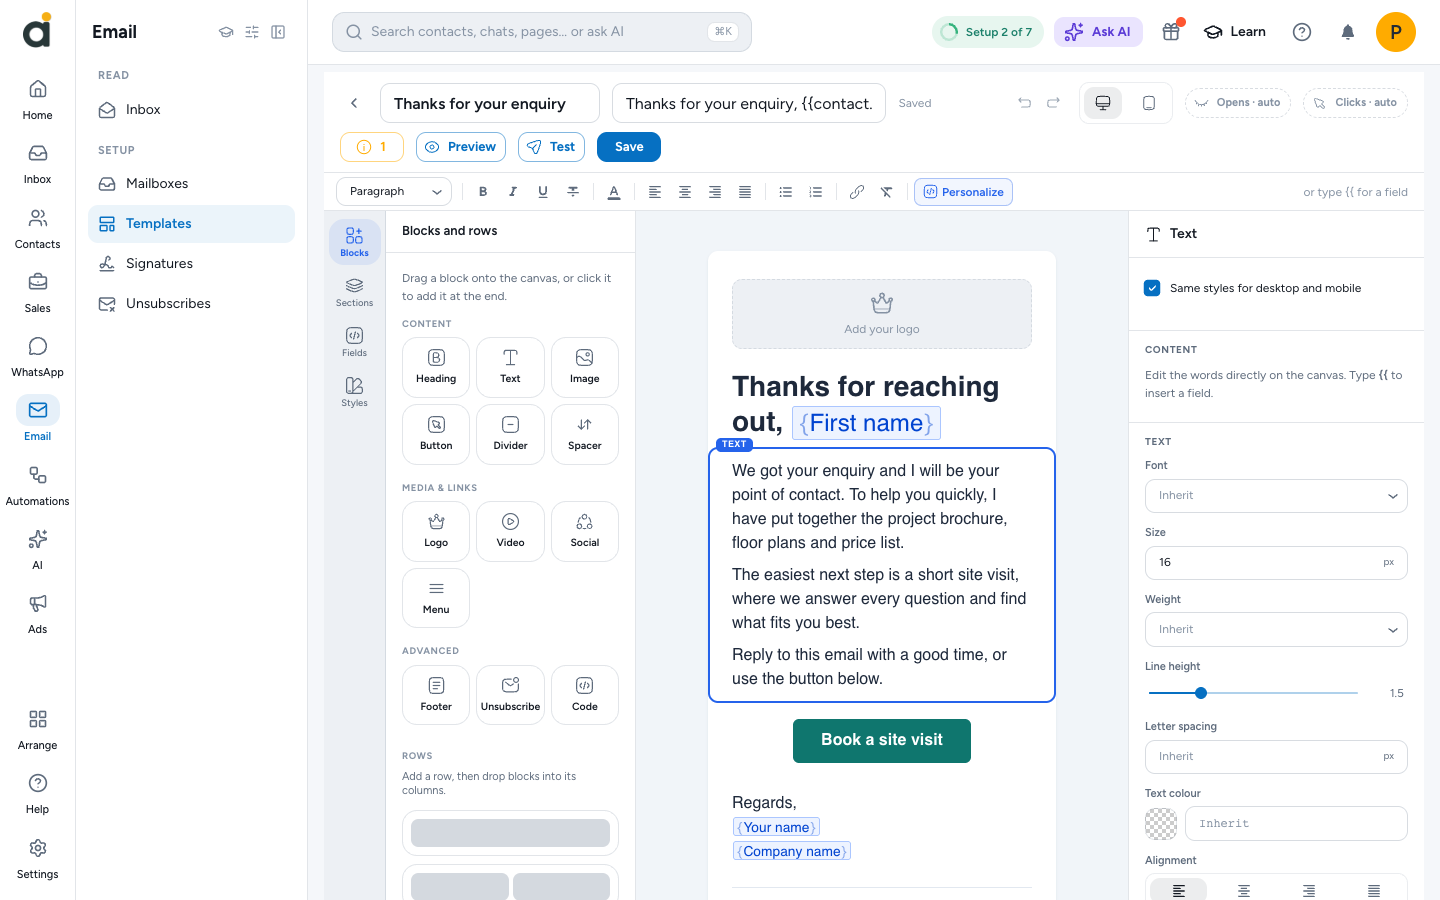 Email
Search contacts, chats, pages... or ask AI
⌘K
Setup 2 of 7
Ask AI
Learn
P
Home
Inbox
Contacts
Sales
WhatsApp
Email
Automations
AI
Ads
Arrange
Help
Settings
READ
Inbox
SETUP
Mailboxes
Templates
Signatures
Unsubscribes
Thanks for your enquiry
Thanks for your enquiry, {{contact.
Saved
Opens · auto
Clicks · auto
1
Preview
Test
Save
Paragraph
B
I
U
T
A
Personalize
or type {{ for a field
Blocks
Sections
Fields
Styles
Blocks and rows
Drag a block onto the canvas, or click it
to add it at the end.
CONTENT
Heading
Text
Image
Button
Divider
Spacer
MEDIA & LINKS
Logo
Video
Social
Menu
ADVANCED
Footer
Unsubscribe
Code
ROWS
Add a row, then drop blocks into its
columns.
Add your logo
Thanks for reaching
out, {First name}
TEXT
We got your enquiry and I will be your
point of contact. To help you quickly, I
have put together the project brochure,
floor plans and price list.
The easiest next step is a short site visit,
where we answer every question and find
what fits you best.
Reply to this email with a good time, or
use the button below.
Book a site visit
Regards,
{Your name}
{Company name}
Text
Same styles for desktop and mobile
CONTENT
Edit the words directly on the canvas. Type {{ to
insert a field.
TEXT
Font
Inherit
Size
16
px
Weight
Inherit
Line height
1.5
Letter spacing
Inherit
px
Text colour
Inherit
Alignment